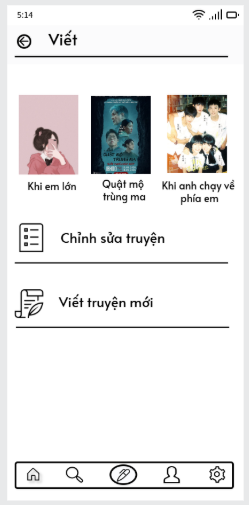 5:14
Viết
Khi em lớn
Quật mộ
trùng ma
Khi anh chạy về
phía em
Chỉnh sửa truyện
Viết truyện mới